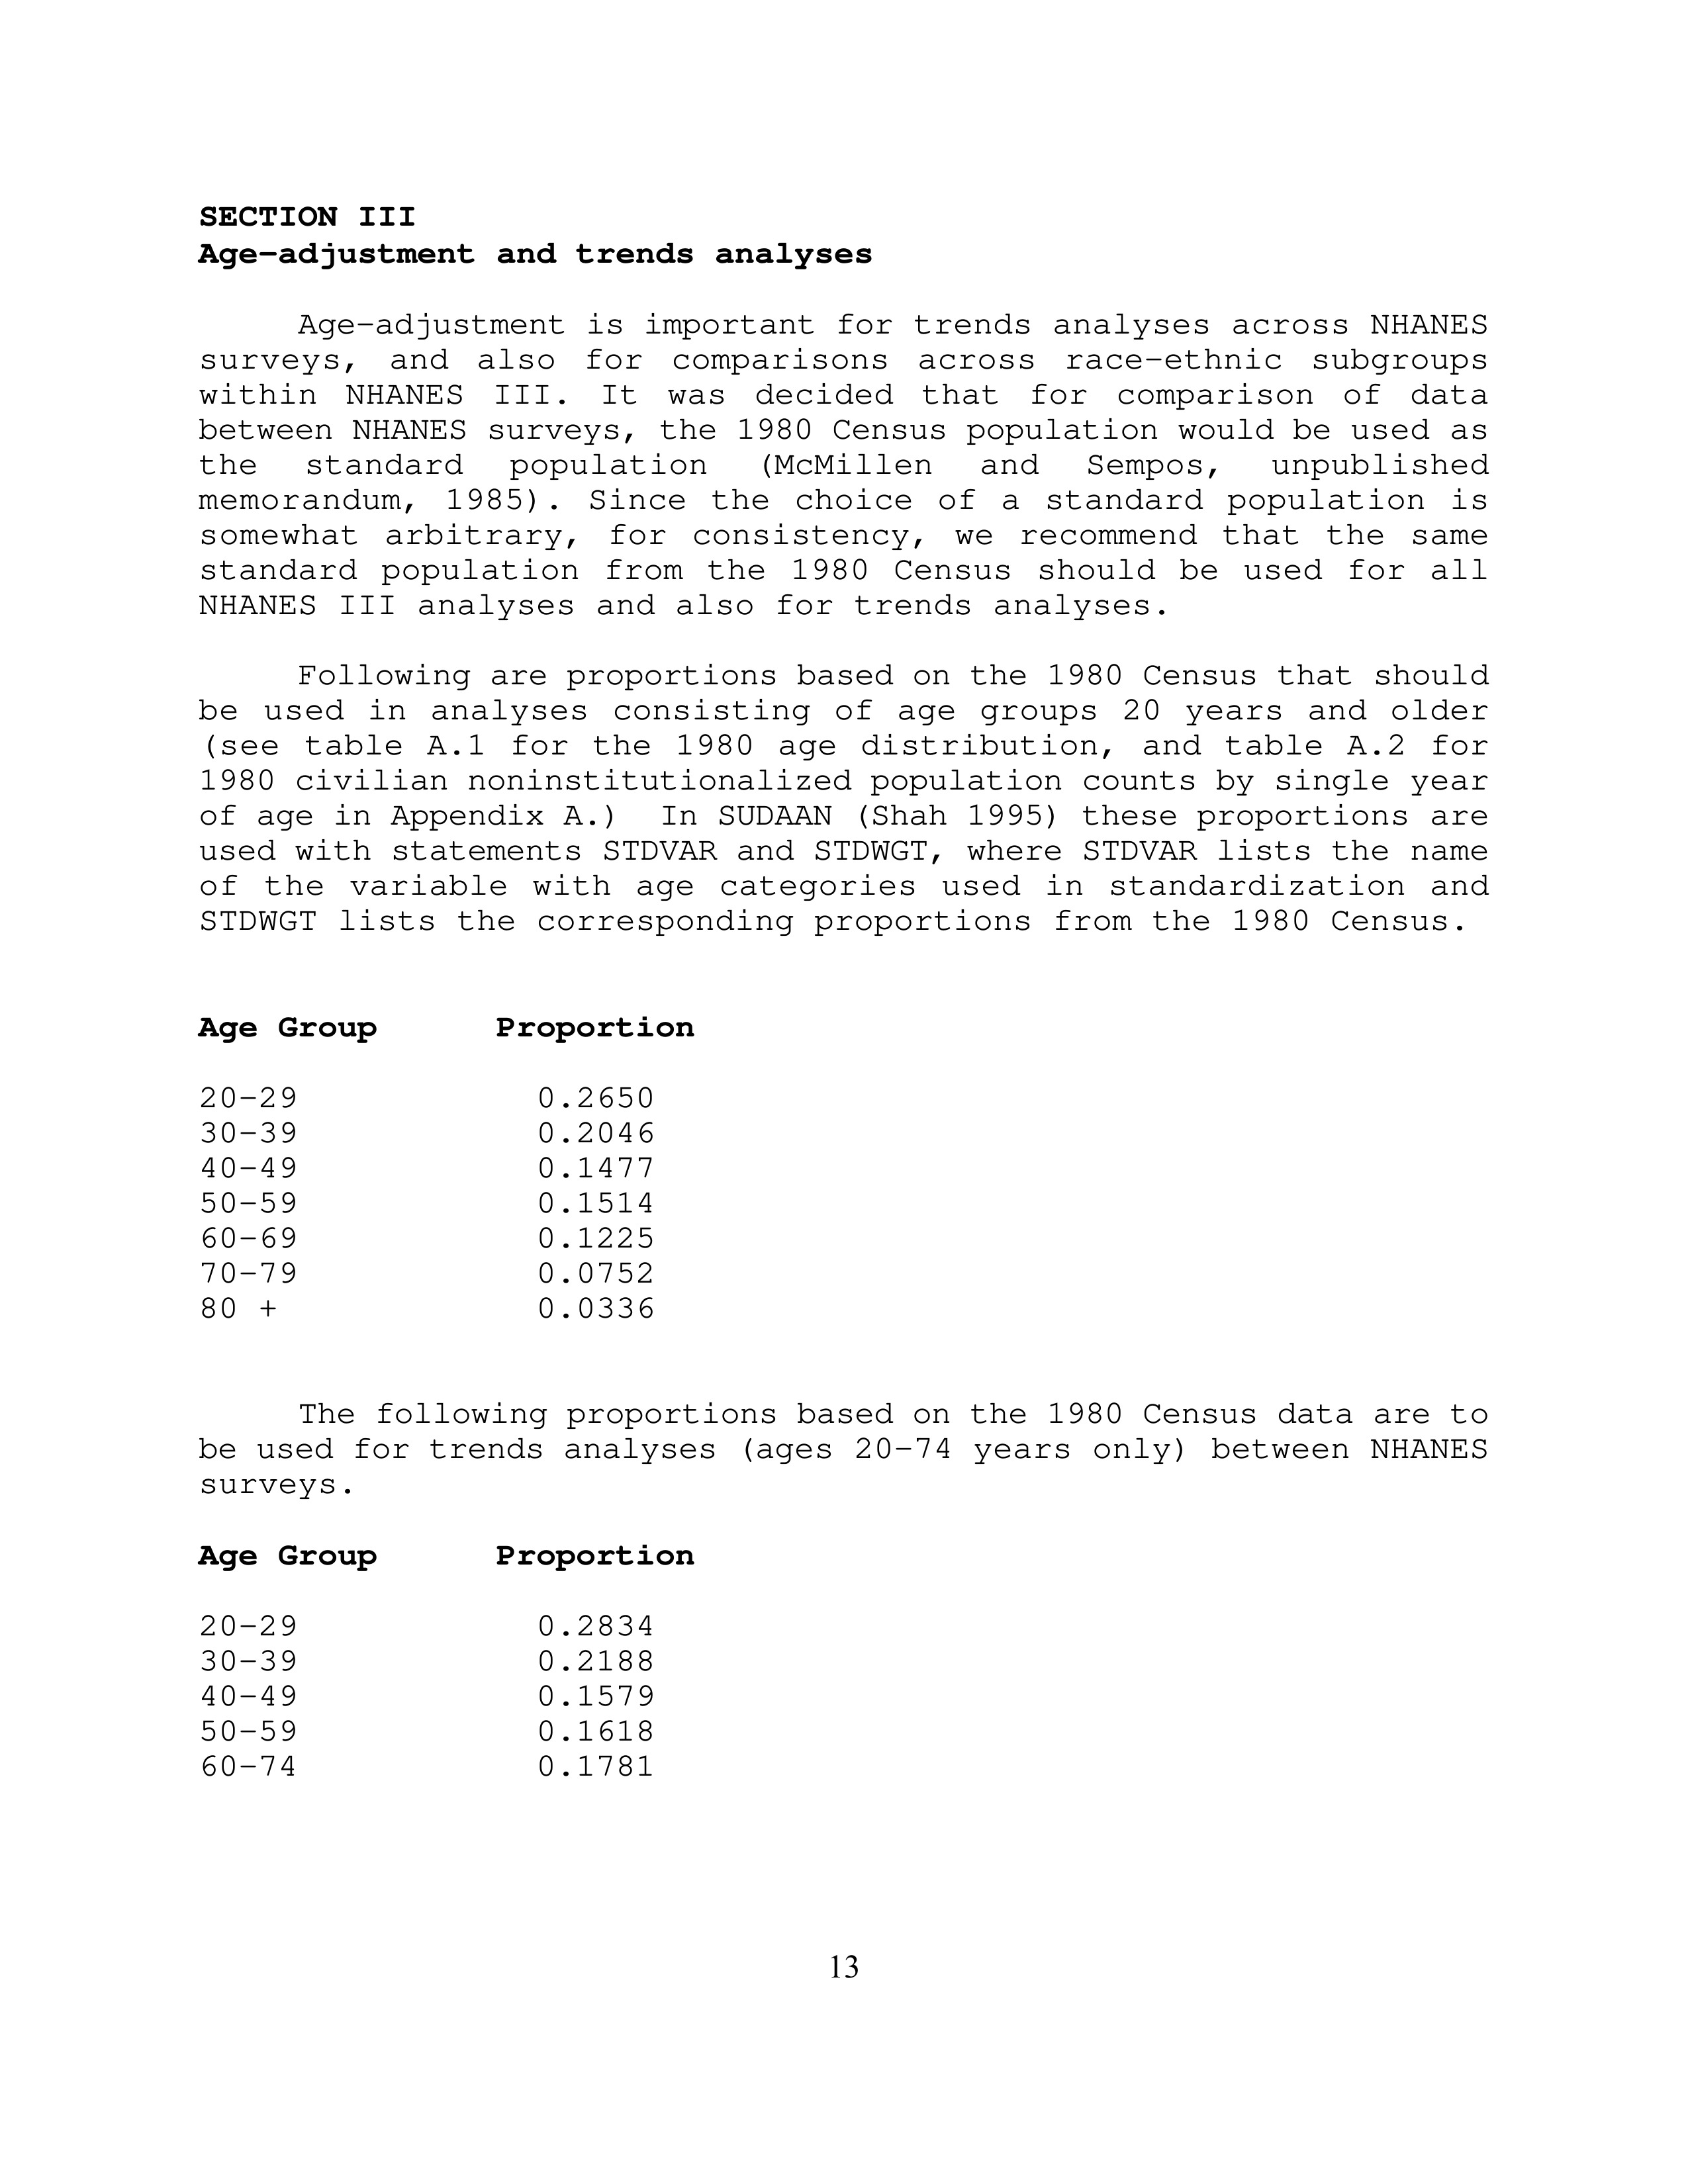 SECTION III
Age-adjustment and trends analyses
Age-adjustment is important for trends analyses across NHANES
surveys, and also for comparisons across race-ethnic subgroups
within NHANES III. It was decided that for comparison of data
between NHANES surveys, the 1980 Census population would be used as
the standard population (McMillen and Sempos, unpublished
memorandum, 1985). Since the choice of a standard population is
somewhat arbitrary, for consistency, we recommend that the same
standard population from the 1980 Census should be used for all
NHANES III analyses and also for trends analyses.
Following are proportions based on the 1980 Census that should
be used in analyses consisting of age groups 20 years and older
(see table A.1 for the 1980 age distribution, and table A.2 for
1980 civilian noninstitutionalized population counts by single year
of age in Appendix A.) In SUDAAN (Shah 1995) these proportions are
used with statements STDVAR and STDWGT, where STDVAR lists the name
of the variable with age categories used in standardization and
STDWGT lists the corresponding proportions from the 1980 Census.
Age Group Proportion
20-29 0.2650
30-39 0.2046
40-49 0.1477
50-59 0.1514
60-69 0.1225
70-79 0.0752
80 + 0.0336
The following proportions based on the 1980 Census data are to
be used for trends analyses (ages 20-74 years only) between NHANES
surveys.
Age Group Proportion
20-29 0.2834
30-39 0.2188
40-49 0.1579
50-59 0.1618
60-74 0.1781
13